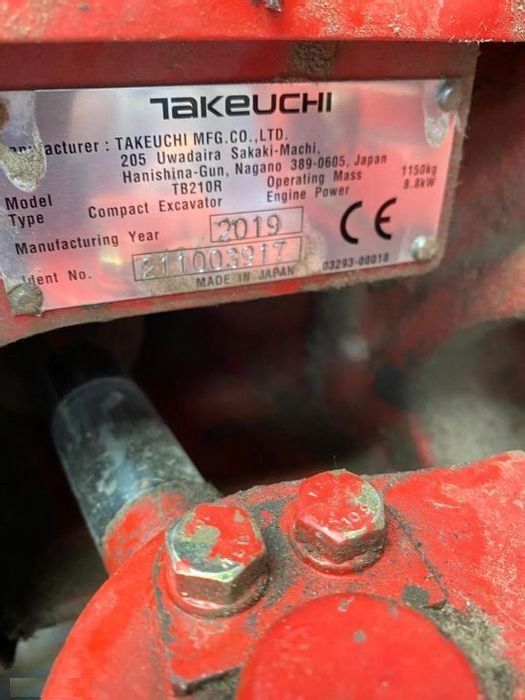 TAKEUCHI
Manufacturer : TAKEUCHI MFG.CO.,LTD.
205 Uwadaira Sakaki-Machi,
Hanishina-Gun, Nagano 389-0605, Japan
Model TB210R Operating Mass 1150kg
Type Compact Excavator Engine Power 8.8kW
Manufacturing Year 2019
Ident No. 211003917
CE
MADE IN JAPAN 03293-00018